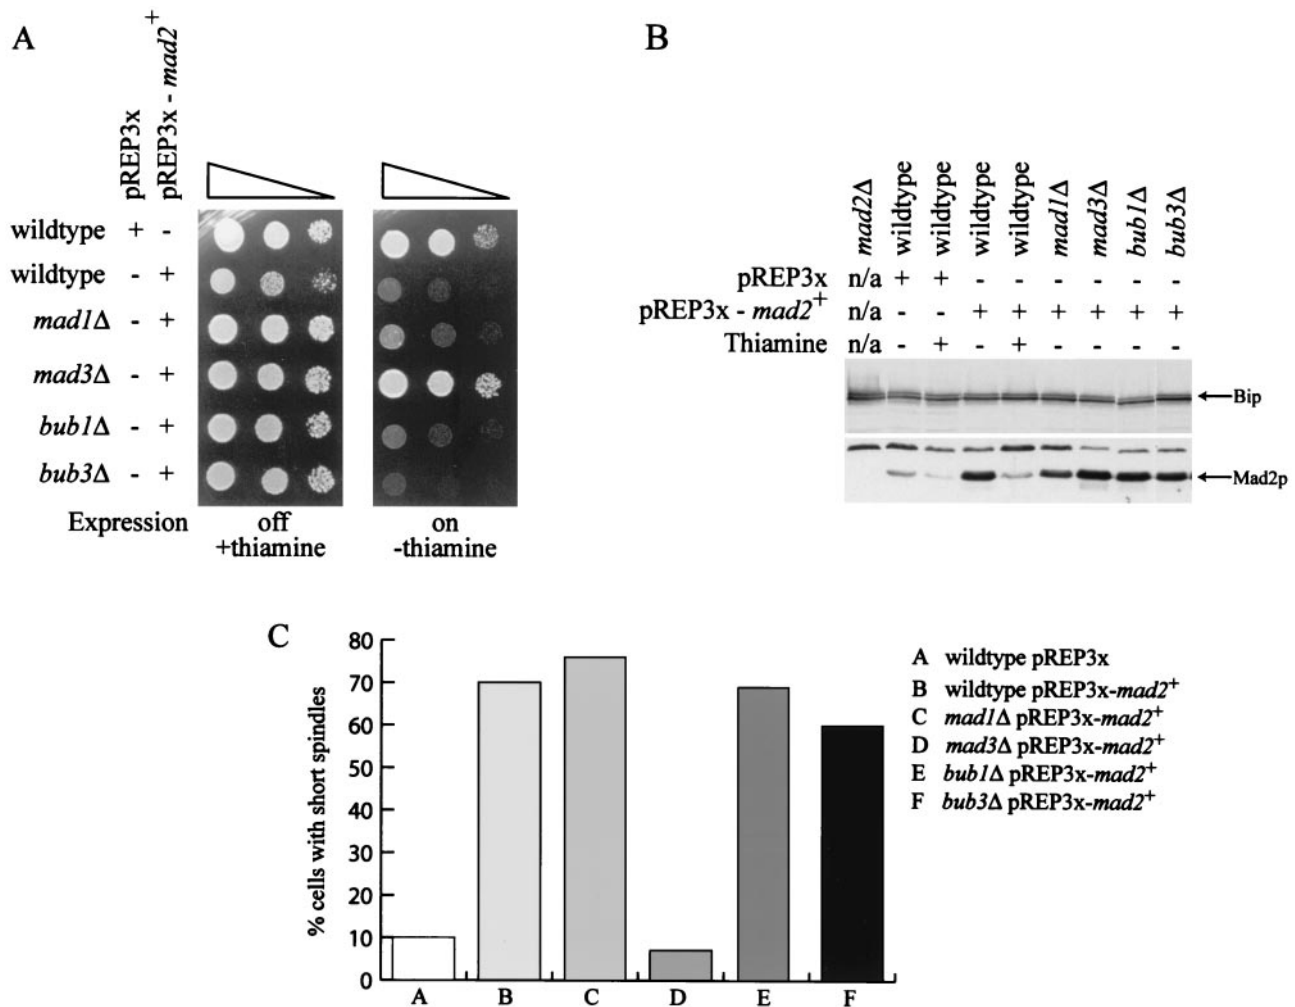 A
pREP3x
pREP3x - mad2+
wildtype + -
wildtype - +
mad1Δ - +
mad3Δ - +
bub1Δ - +
bub3Δ - +
Expression off on
+thiamine -thiamine
B
mad2Δ wildtype wildtype wildtype wildtype mad1Δ mad3Δ bub1Δ bub3Δ
pREP3x n/a + + - - - - - -
pREP3x - mad2+ n/a - - + + + + + +
Thiamine n/a - + - + - - - -
Bip
Mad2p
C
% cells with short spindles
80
70
60
50
40
30
20
10
0
A B C D E F
A wildtype pREP3x
B wildtype pREP3x-mad2+
C mad1Δ pREP3x-mad2+
D mad3Δ pREP3x-mad2+
E bub1Δ pREP3x-mad2+
F bub3Δ pREP3x-mad2+